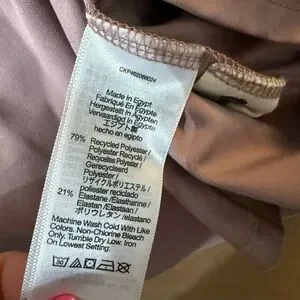 Made In Egypt
Fabriqué En Égypte
Hergestellt In Ägypten
Vervaardigd In Egypte
エジプト製
hecho en egipto
79% Recycled Polyester /
Polyester Recyclé /
Recyceltes Polyester /
Gerecycleerd
Polyester /
リサイクルポリエステル /
poliester reciclado
21% Elastane /Elasthanne /
Elastan /Elastaan /
ポリウレタン /elastano
Machine Wash Cold With Like
Colors. Non-Chlorine Bleach
Only. Tumble Dry Low. Iron
On Lowest Setting.
30